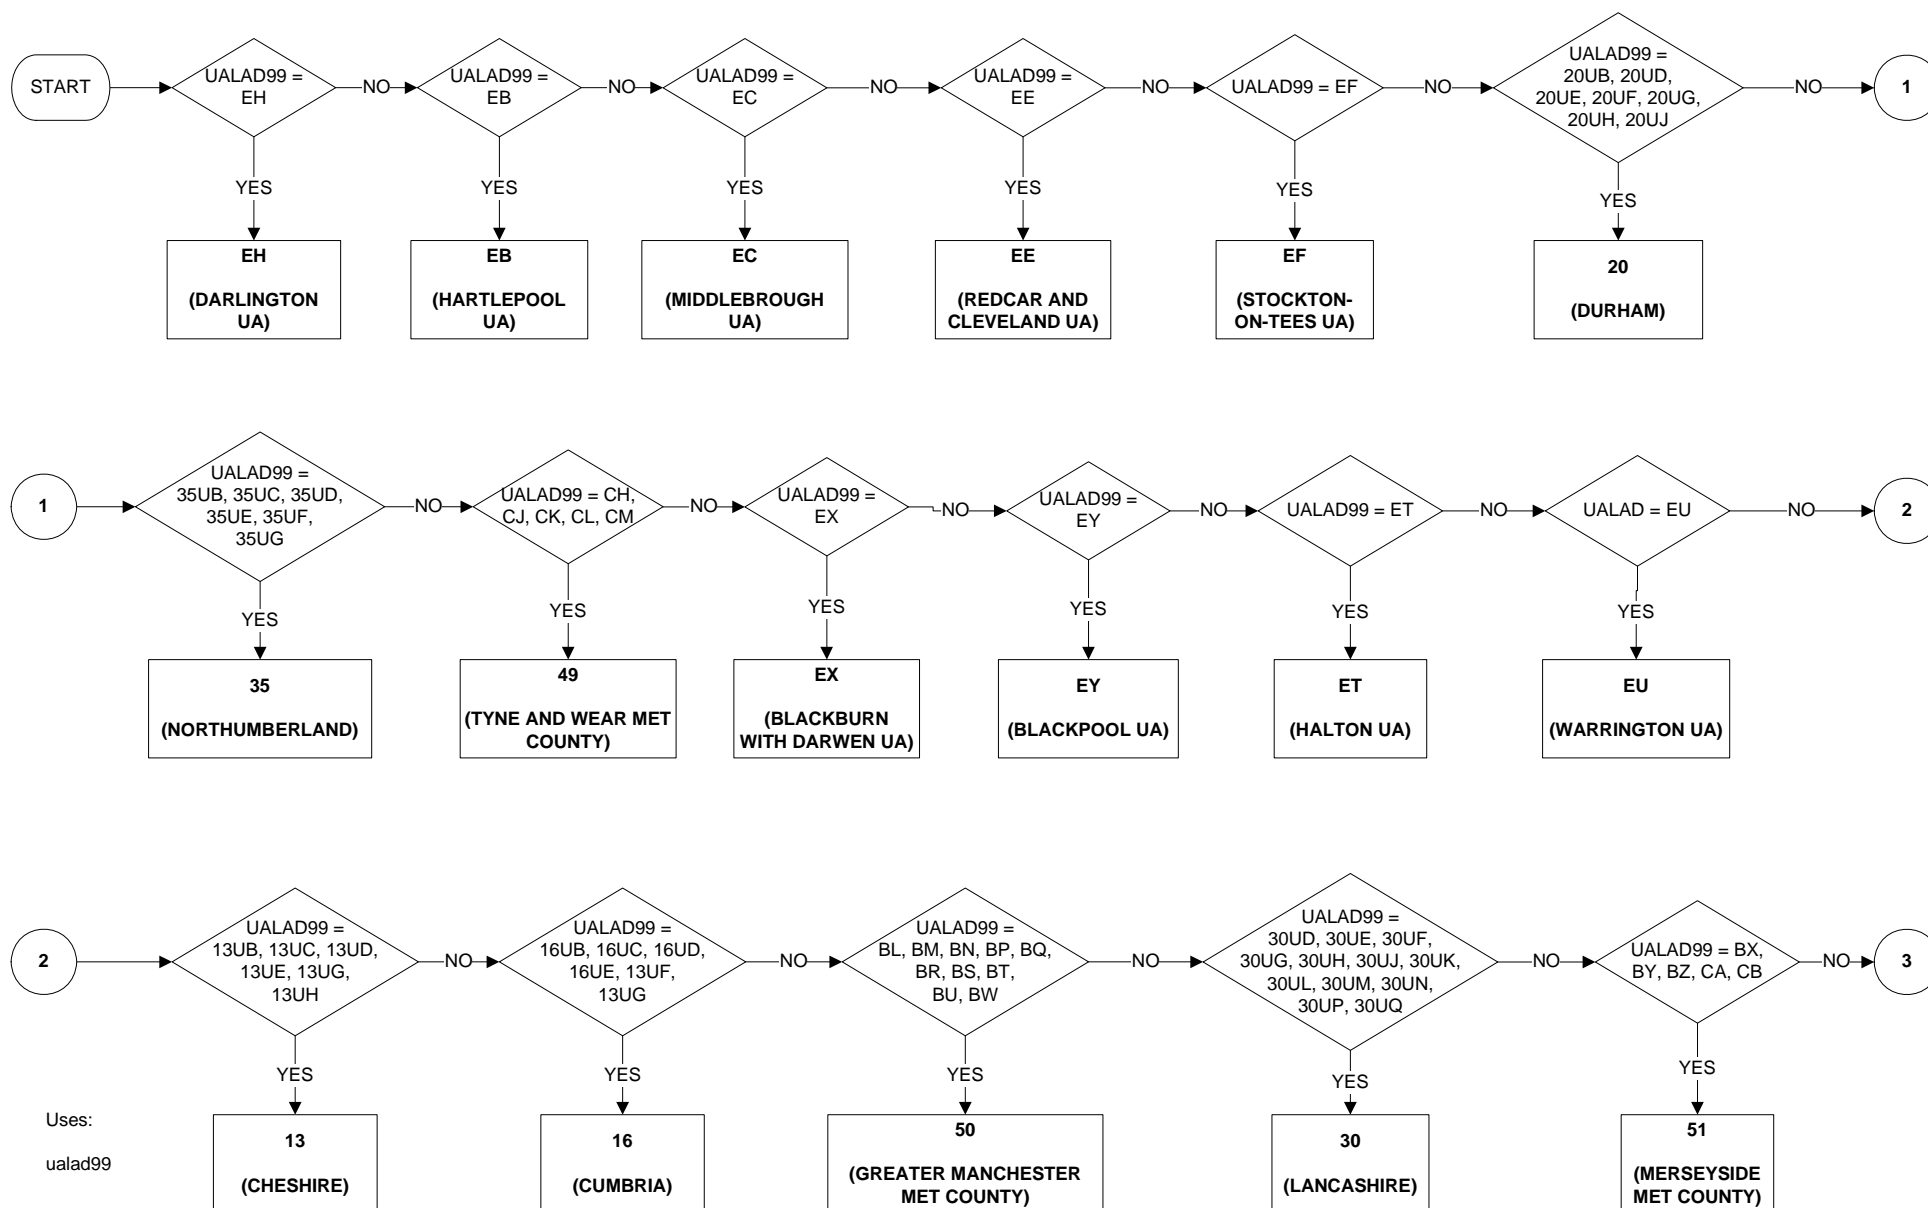 START
UALAD99 =
EH
NO
UALAD99 =
EB
NO
UALAD99 =
EC
NO
UALAD99 =
EE
NO
UALAD99 = EF
NO
UALAD99 =
20UB, 20UD,
20UE, 20UF, 20UG,
20UH, 20UJ
NO
1
YES
YES
YES
YES
YES
YES
EH
(DARLINGTON
UA)
EB
(HARTLEPOOL
UA)
EC
(MIDDLEBROUGH
UA)
EE
(REDCAR AND
CLEVELAND UA)
EF
(STOCKTON-
ON-TEES UA)
20
(DURHAM)
1
UALAD99 =
35UB, 35UC, 35UD,
35UE, 35UF,
35UG
NO
UALAD99 = CH,
CJ, CK, CL, CM
NO
UALAD99 =
EX
NO
UALAD99 =
EY
NO
UALAD99 = ET
NO
UALAD = EU
NO
2
YES
YES
YES
YES
YES
YES
35
(NORTHUMBERLAND)
49
(TYNE AND WEAR MET
COUNTY)
EX
(BLACKBURN
WITH DARWEN UA)
EY
(BLACKPOOL UA)
ET
(HALTON UA)
EU
(WARRINGTON UA)
2
UALAD99 =
13UB, 13UC, 13UD,
13UE, 13UG,
13UH
NO
UALAD99 =
16UB, 16UC, 16UD,
16UE, 13UF,
13UG
NO
UALAD99 =
BL, BM, BN, BP, BQ,
BR, BS, BT,
BU, BW
NO
UALAD99 =
30UD, 30UE, 30UF,
30UG, 30UH, 30UJ, 30UK,
30UL, 30UM, 30UN,
30UP, 30UQ
NO
UALAD99 = BX,
BY, BZ, CA, CB
NO
3
YES
YES
YES
YES
YES
Uses:
ualad99
13
(CHESHIRE)
16
(CUMBRIA)
50
(GREATER MANCHESTER
MET COUNTY)
30
(LANCASHIRE)
51
(MERSEYSIDE
MET COUNTY)